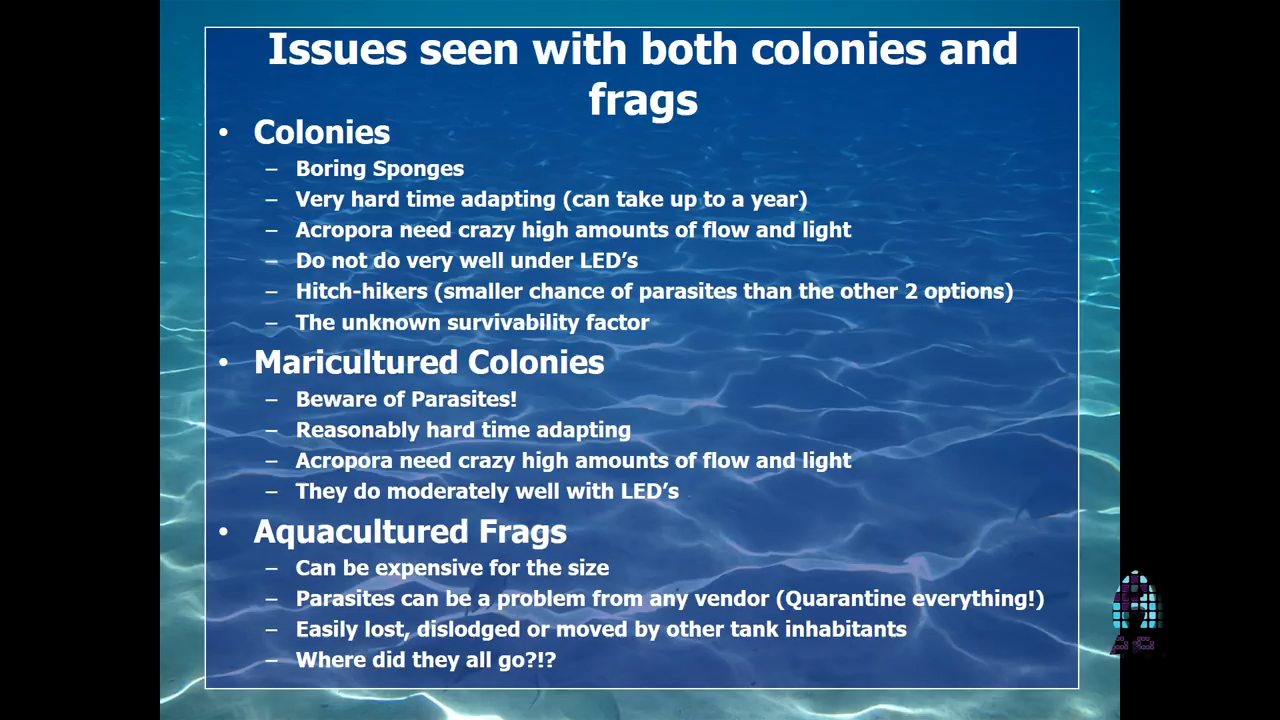 Issues seen with both colonies and
frags
• Colonies
– Boring Sponges
– Very hard time adapting (can take up to a year)
– Acropora need crazy high amounts of flow and light
– Do not do very well under LED’s
– Hitch-hikers (smaller chance of parasites than the other 2 options)
– The unknown survivability factor
• Maricultured Colonies
– Beware of Parasites!
– Reasonably hard time adapting
– Acropora need crazy high amounts of flow and light
– They do moderately well with LED’s
• Aquacultured Frags
– Can be expensive for the size
– Parasites can be a problem from any vendor (Quarantine everything!)
– Easily lost, dislodged or moved by other tank inhabitants
– Where did they all go?!?